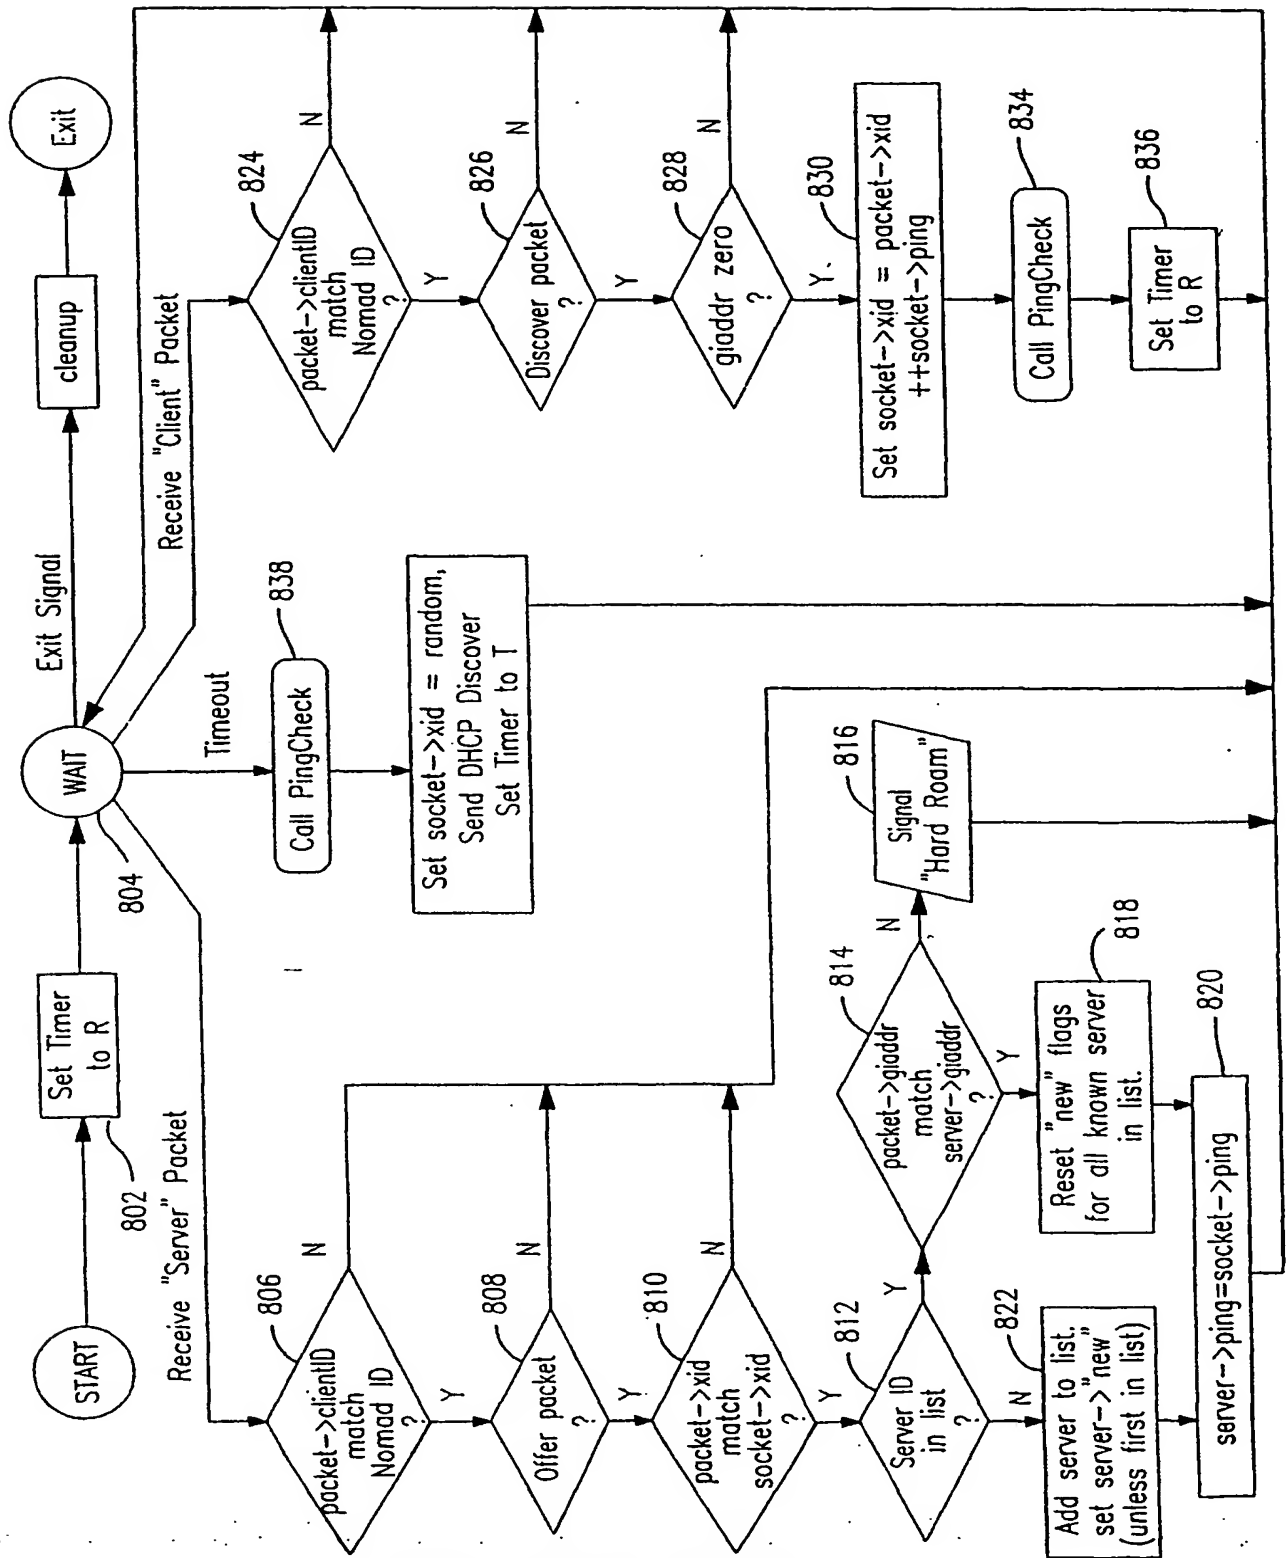 START
Set Timer
to R
802
WAIT
804
Exit Signal
cleanup
Exit
Receive "Server" Packet
Timeout
Receive "Client" Packet
packet->clientID
match
Nomad ID
?
806
N
Y
Offer packet
?
808
N
Y
packet->xid
match
socket->xid
?
810
N
Y
Server ID
in list
?
812
Y
N
packet->giaddr
match
server->giaddr
?
814
N
Y
Signal
"Hard Roam"
816
Reset "new" flags
for all known server
in list.
818
Add server to list.
set server->"new"
(unless first in list)
822
server->ping=socket->ping
820
Call PingCheck
838
Set socket->xid = random,
Send DHCP Discover
Set Timer to T
packet->clientID
match
Nomad ID
?
824
N
Y
Discover packet
?
826
N
Y
giaddr zero
?
828
N
Y
Set socket->xid = packet->xid
++socket->ping
830
Call PingCheck
834
Set Timer
to R
836